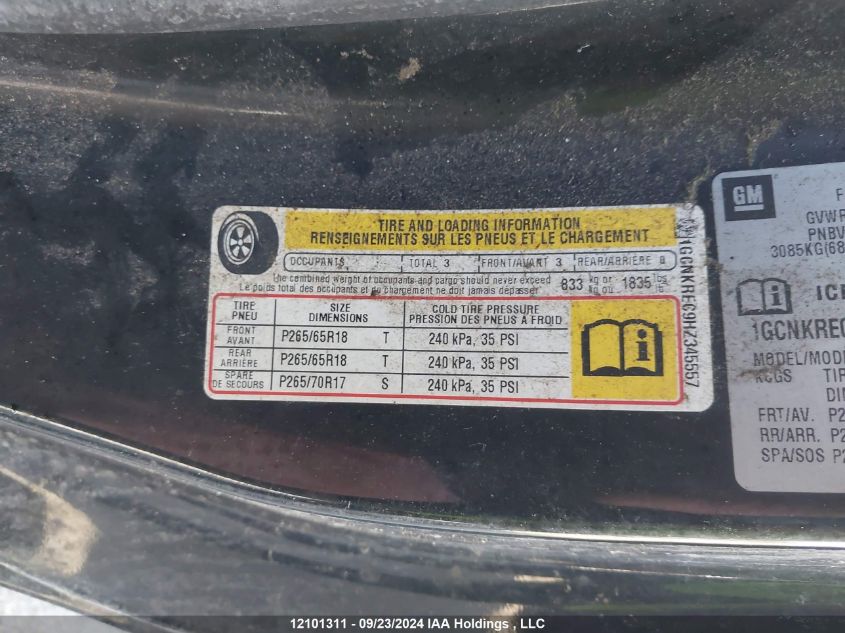 TIRE AND LOADING INFORMATION
RENSEIGNEMENTS SUR LES PNEUS ET LE CHARGEMENT
OCCUPANTS TOTAL 3 FRONT/AVANT 3 REAR/ARRIÈRE 0
The combined weight of occupants and cargo should never exceed 833 kg or 1835 lbs
Le poids total des occupants et du chargement ne doit jamais dépasser kg ou
TIRE SIZE COLD TIRE PRESSURE
PNEU DIMENSIONS PRESSION DES PNEUS A FROID
FRONT
AVANT P265/65R18 T 240 kPa, 35 PSI
REAR
ARRIÈRE P265/65R18 T 240 kPa, 35 PSI
SPARE
DE SECOURS P265/70R17 S 240 kPa, 35 PSI
1GCNKREC9HZ345557
GM
F
GVWR
PNBV
3085KG(68
1GCNKREC
MODEL/MODE
TIR
DIM
FRT/AV. P2
RR/ARR. P2
SPA/SOS P2
12101311 - 09/23/2024 IAA Holdings , LLC